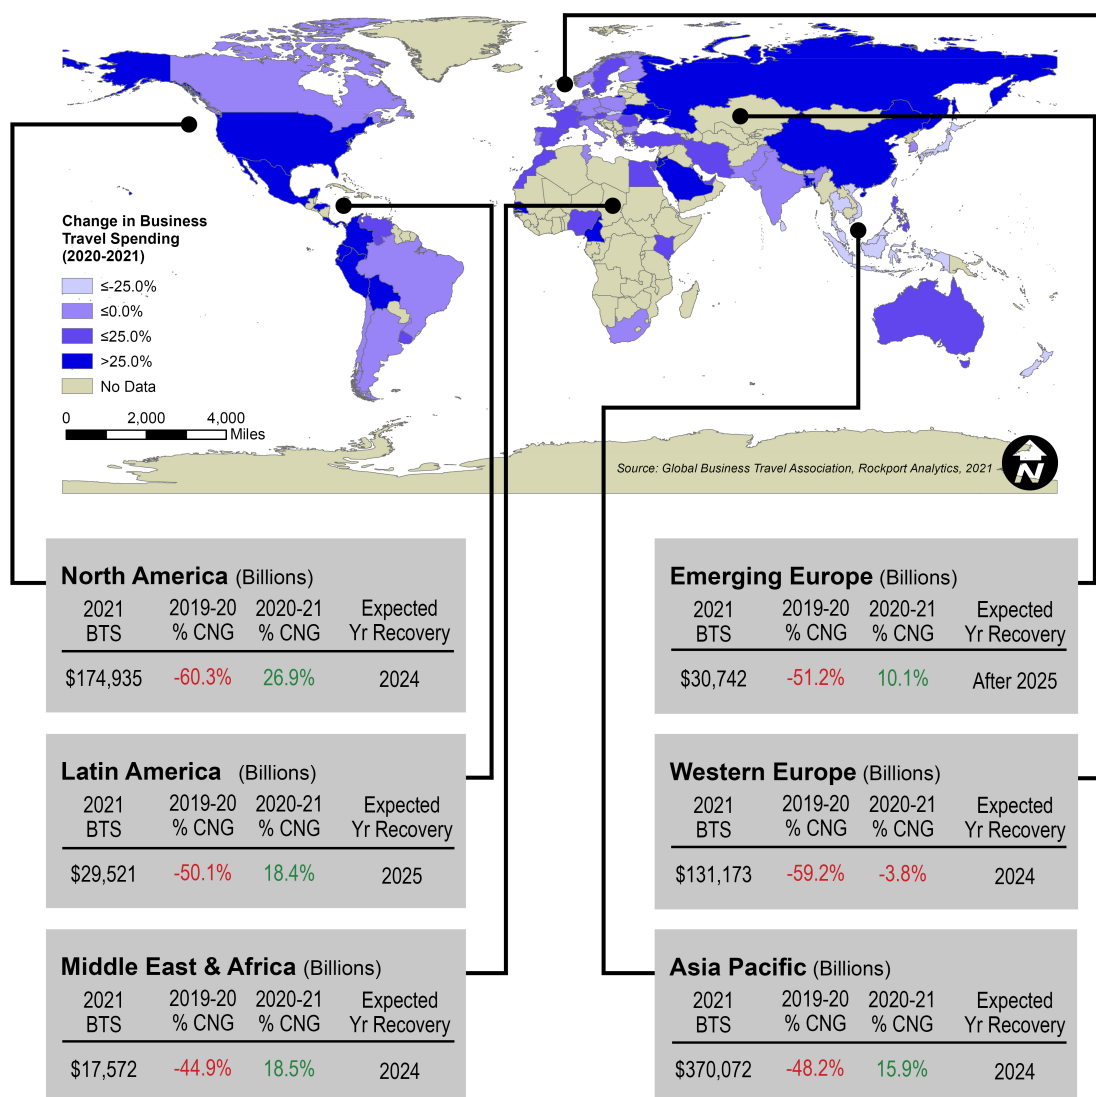 Change in Business
Travel Spending
(2020-2021)
≤-25.0%
≤0.0%
≤25.0%
>25.0%
No Data
0 2,000 4,000
Miles
Source: Global Business Travel Association, Rockport Analytics, 2021
N
North America (Billions)
2021 2019-20 2020-21 Expected
BTS % CNG % CNG Yr Recovery
$174,935 -60.3% 26.9% 2024
Emerging Europe (Billions)
2021 2019-20 2020-21 Expected
BTS % CNG % CNG Yr Recovery
$30,742 -51.2% 10.1% After 2025
Latin America (Billions)
2021 2019-20 2020-21 Expected
BTS % CNG % CNG Yr Recovery
$29,521 -50.1% 18.4% 2025
Western Europe (Billions)
2021 2019-20 2020-21 Expected
BTS % CNG % CNG Yr Recovery
$131,173 -59.2% -3.8% 2024
Middle East & Africa (Billions)
2021 2019-20 2020-21 Expected
BTS % CNG % CNG Yr Recovery
$17,572 -44.9% 18.5% 2024
Asia Pacific (Billions)
2021 2019-20 2020-21 Expected
BTS % CNG % CNG Yr Recovery
$370,072 -48.2% 15.9% 2024